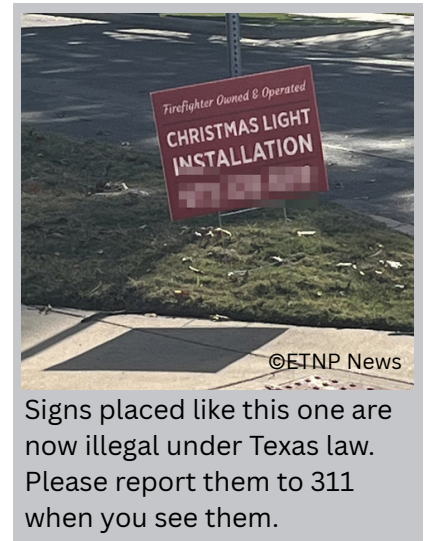 Firefighter Owned & Operated
CHRISTMAS LIGHT
INSTALLATION
©ETNP News
Signs placed like this one are
now illegal under Texas law.
Please report them to 311
when you see them.